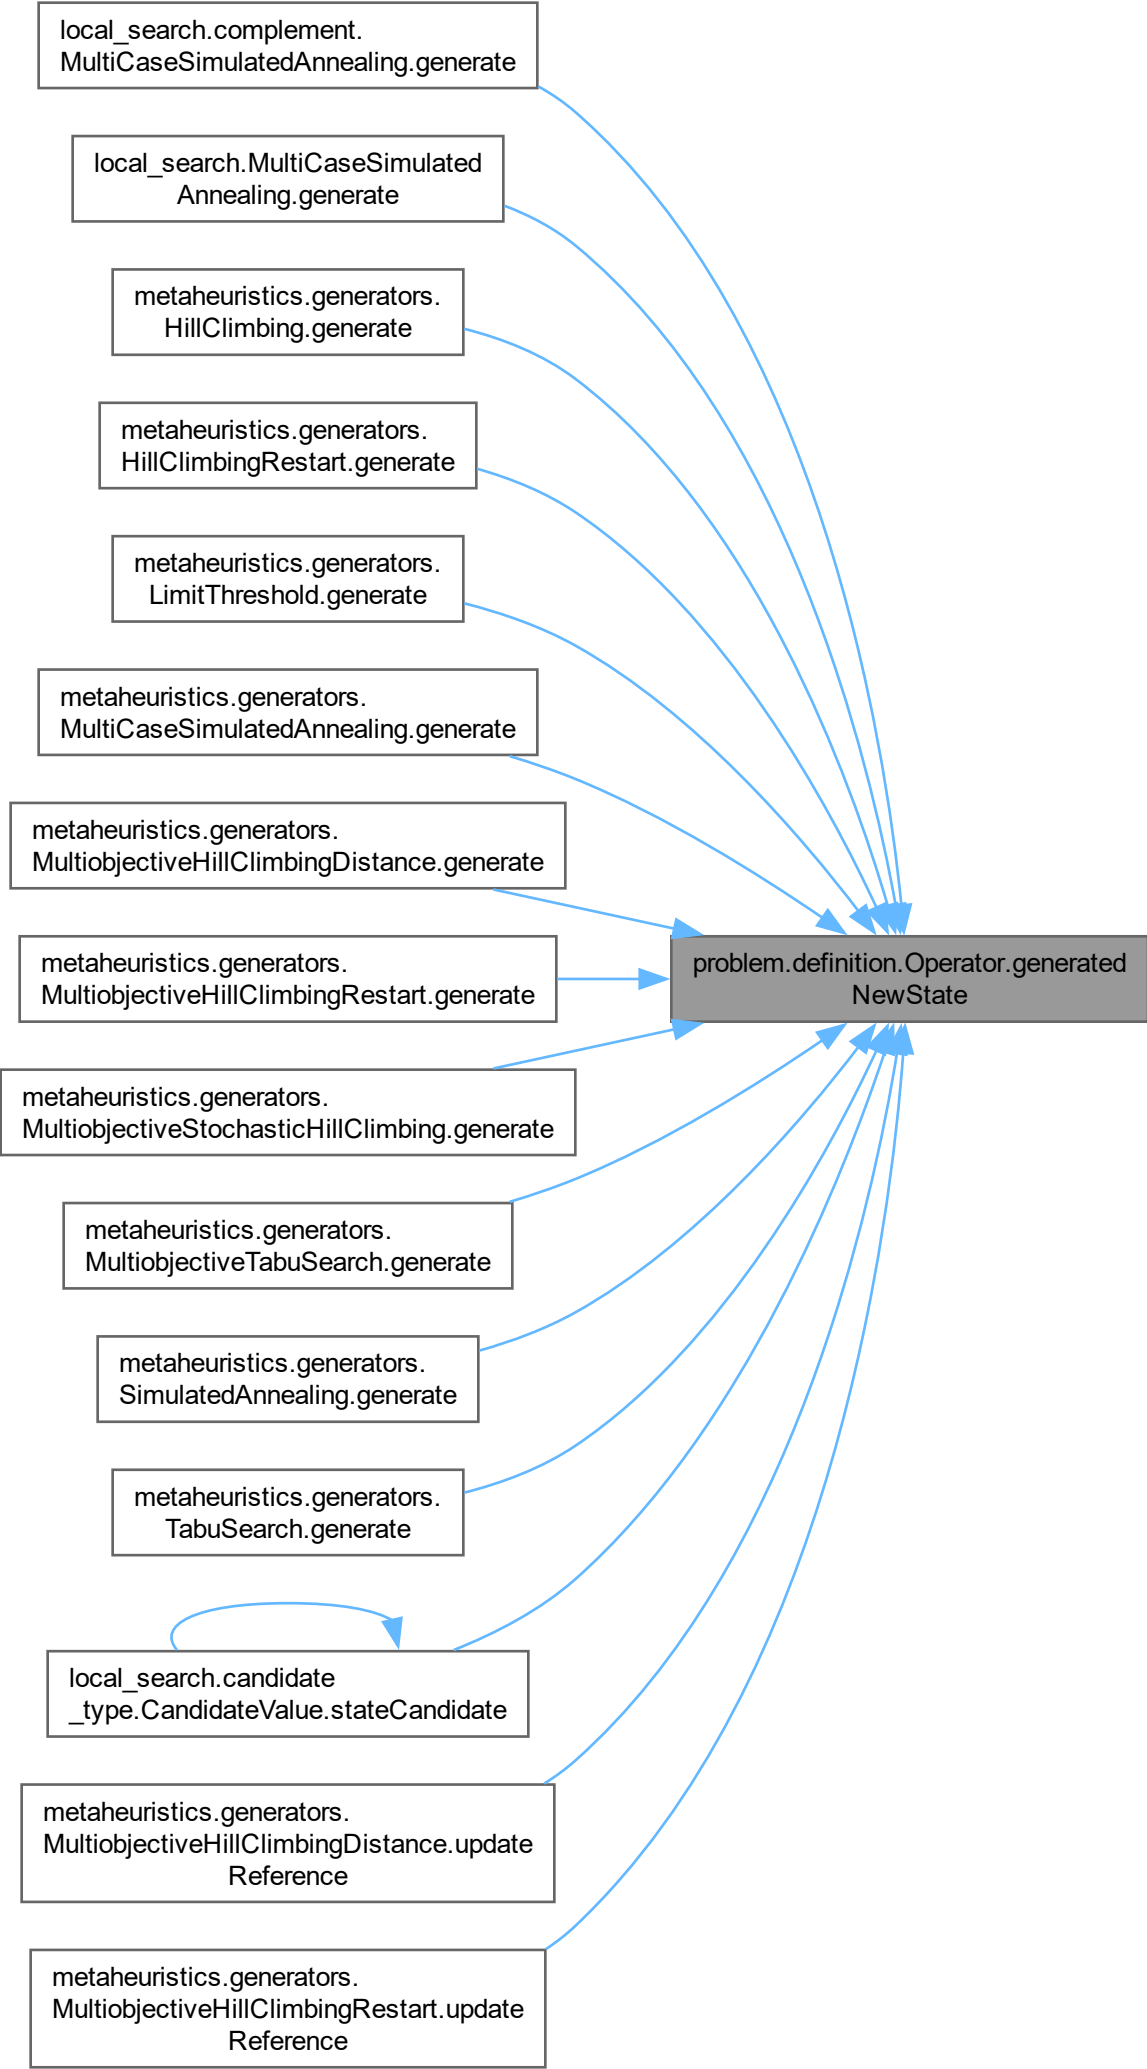 local_search.complement.
MultiCaseSimulatedAnnealing.generate
local_search.MultiCaseSimulated
Annealing.generate
metaheuristics.generators.
HillClimbing.generate
metaheuristics.generators.
HillClimbingRestart.generate
metaheuristics.generators.
LimitThreshold.generate
metaheuristics.generators.
MultiCaseSimulatedAnnealing.generate
metaheuristics.generators.
MultiobjectiveHillClimbingDistance.generate
metaheuristics.generators.
MultiobjectiveHillClimbingRestart.generate
problem.definition.Operator.generated
NewState
metaheuristics.generators.
MultiobjectiveStochasticHillClimbing.generate
metaheuristics.generators.
MultiobjectiveTabuSearch.generate
metaheuristics.generators.
SimulatedAnnealing.generate
metaheuristics.generators.
TabuSearch.generate
local_search.candidate
_type.CandidateValue.stateCandidate
metaheuristics.generators.
MultiobjectiveHillClimbingDistance.update
Reference
metaheuristics.generators.
MultiobjectiveHillClimbingRestart.update
Reference